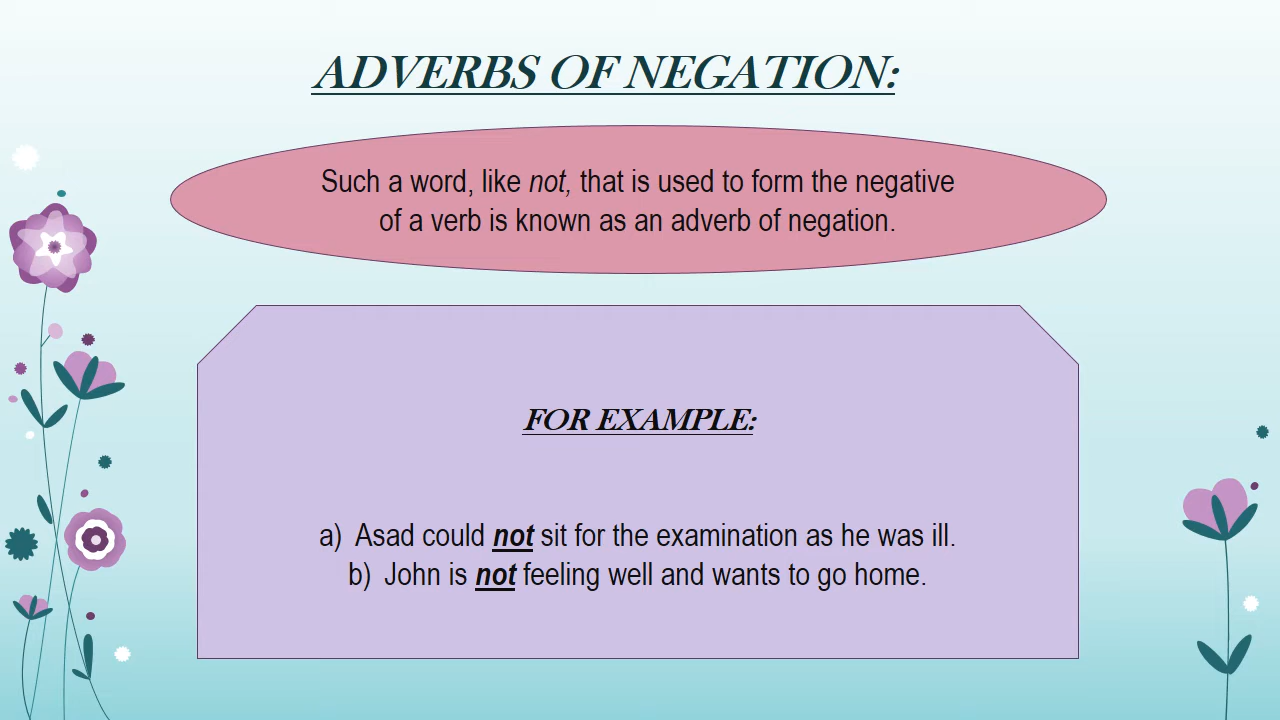 ADVERBS OF NEGATION:
Such a word, like not, that is used to form the negative
of a verb is known as an adverb of negation.
FOR EXAMPLE:
a) Asad could not sit for the examination as he was ill.
b) John is not feeling well and wants to go home.